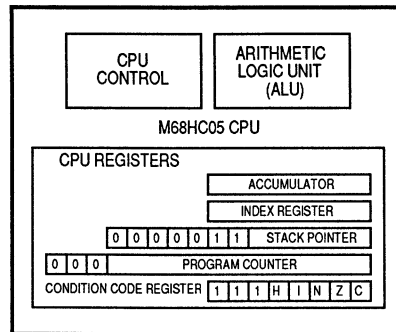 CPU
CONTROL
ARITHMETIC
LOGIC UNIT
(ALU)
M68HC05 CPU
CPU REGISTERS
ACCUMULATOR
INDEX REGISTER
0 0 0 0 0 1 1 STACK POINTER
0 0 0 PROGRAM COUNTER
CONDITION CODE REGISTER 1 1 1 H I N Z C